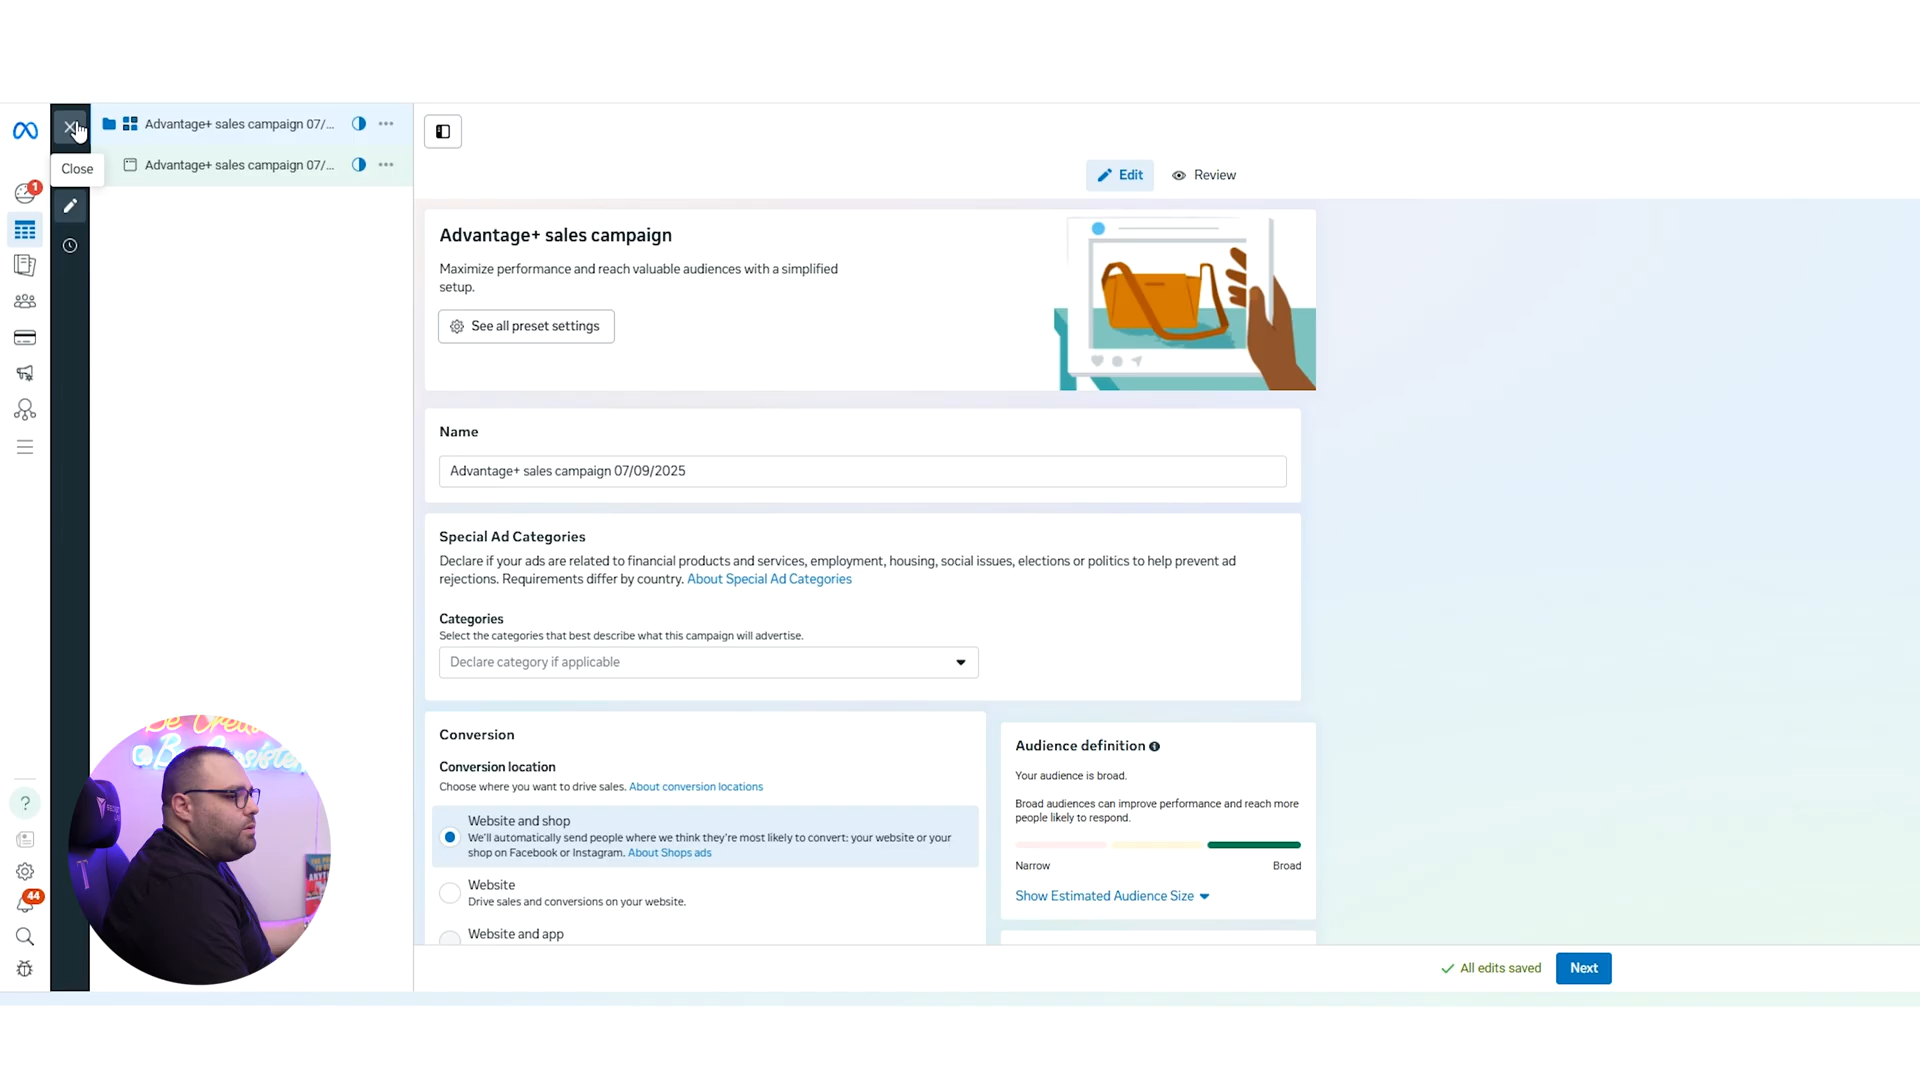 Advantage+ sales campaign 07/...
Close
Advantage+ sales campaign 07/...
1
Edit
Review
Advantage+ sales campaign
Maximize performance and reach valuable audiences with a simplified
setup.
See all preset settings
Name
Advantage+ sales campaign 07/09/2025
Special Ad Categories
Declare if your ads are related to financial products and services, employment, housing, social issues, elections or politics to help prevent ad
rejections. Requirements differ by country. About Special Ad Categories
Categories
Select the categories that best describe what this campaign will advertise.
Declare category if applicable
Conversion
Conversion location
Choose where you want to drive sales. About conversion locations
Website and shop
We'll automatically send people where we think they're most likely to convert: your website or your
shop on Facebook or Instagram. About Shops ads
Website
Drive sales and conversions on your website.
Website and app
Audience definition
Your audience is broad.
Broad audiences can improve performance and reach more
people likely to respond.
Narrow
Broad
Show Estimated Audience Size
?
44
All edits saved
Next